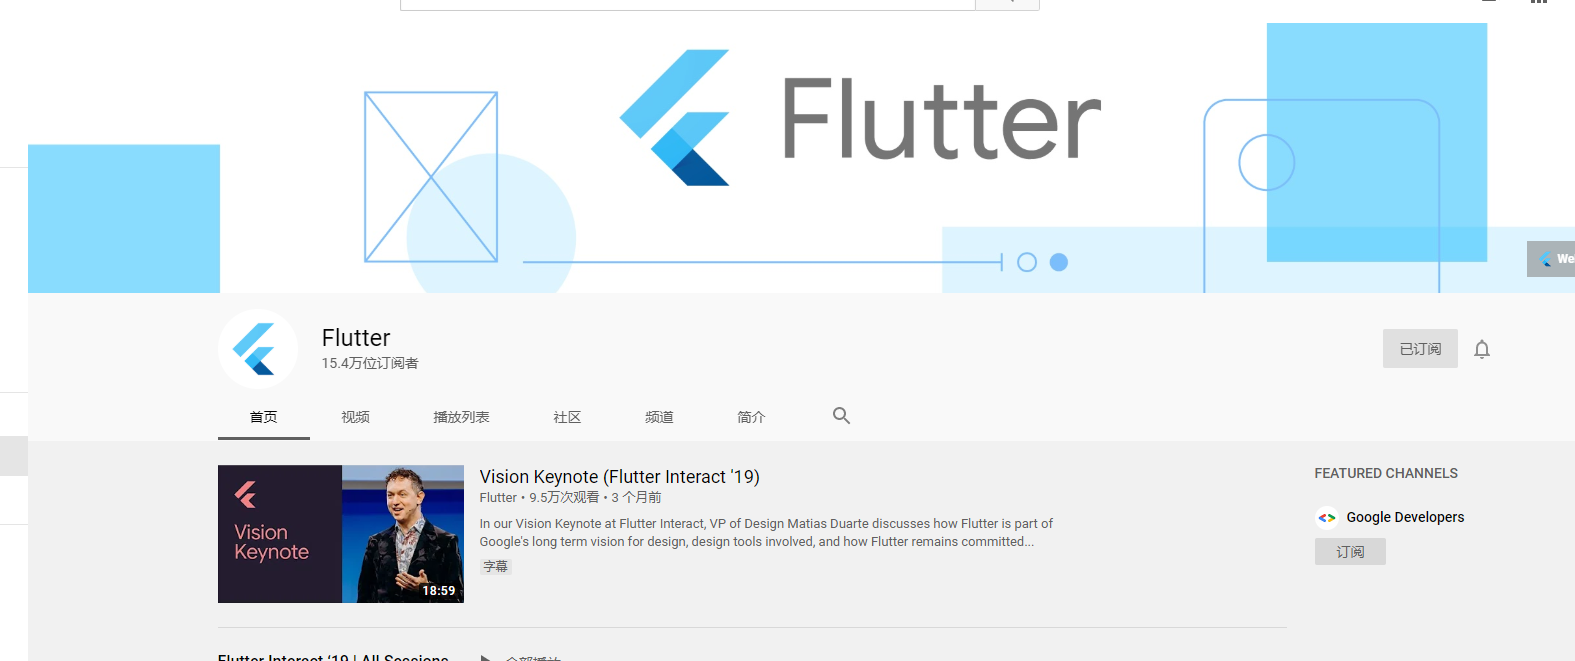 Flutter
We
Flutter
15.4万位订阅者
已订阅
首页 视频 播放列表 社区 频道 简介
Vision Keynote
18:59
Vision Keynote (Flutter Interact '19)
Flutter • 9.5万次观看 • 3 个月前
In our Vision Keynote at Flutter Interact, VP of Design Matias Duarte discusses how Flutter is part of
Google's long term vision for design, design tools involved, and how Flutter remains committed...
字幕
FEATURED CHANNELS
Google Developers
订阅
Flutter Interact '19 | All Sessions
全部播放